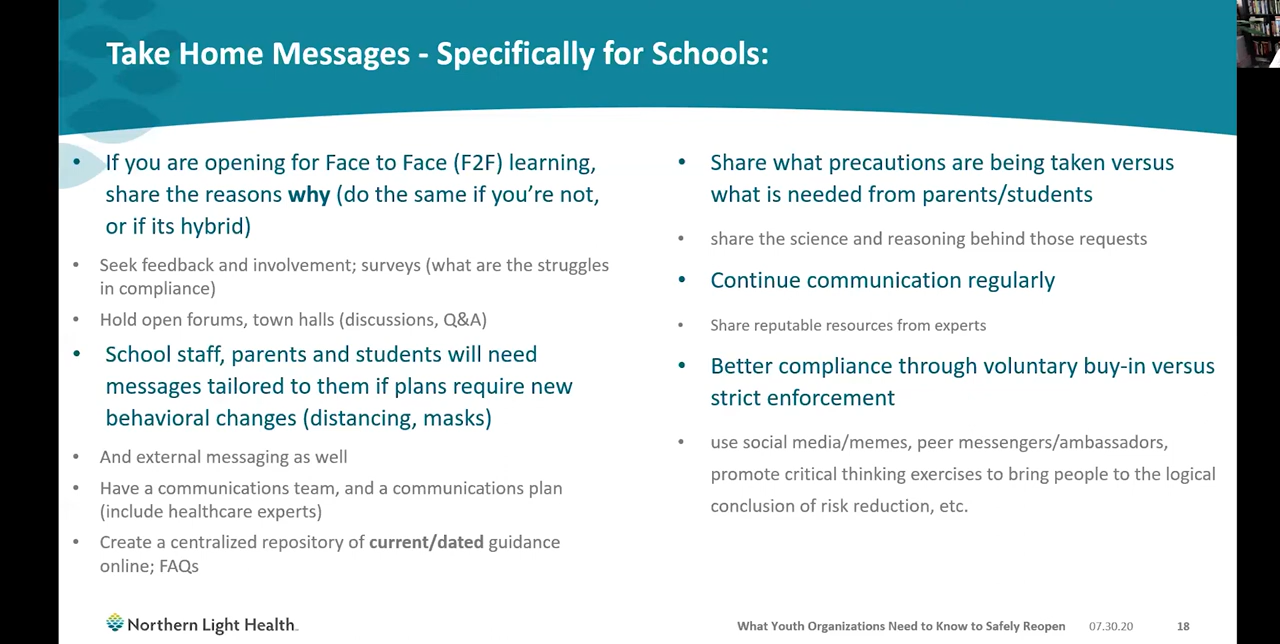 Take Home Messages - Specifically for Schools:
• If you are opening for Face to Face (F2F) learning,
share the reasons why (do the same if you’re not,
or if its hybrid)
• Seek feedback and involvement; surveys (what are the struggles
in compliance)
• Hold open forums, town halls (discussions, Q&A)
• School staff, parents and students will need
messages tailored to them if plans require new
behavioral changes (distancing, masks)
• And external messaging as well
• Have a communications team, and a communications plan
(include healthcare experts)
• Create a centralized repository of current/dated guidance
online; FAQs
• Share what precautions are being taken versus
what is needed from parents/students
• share the science and reasoning behind those requests
• Continue communication regularly
• Share reputable resources from experts
• Better compliance through voluntary buy-in versus
strict enforcement
• use social media/memes, peer messengers/ambassadors,
promote critical thinking exercises to bring people to the logical
conclusion of risk reduction, etc.
Northern Light Health
What Youth Organizations Need to Know to Safely Reopen 07.30.20 18